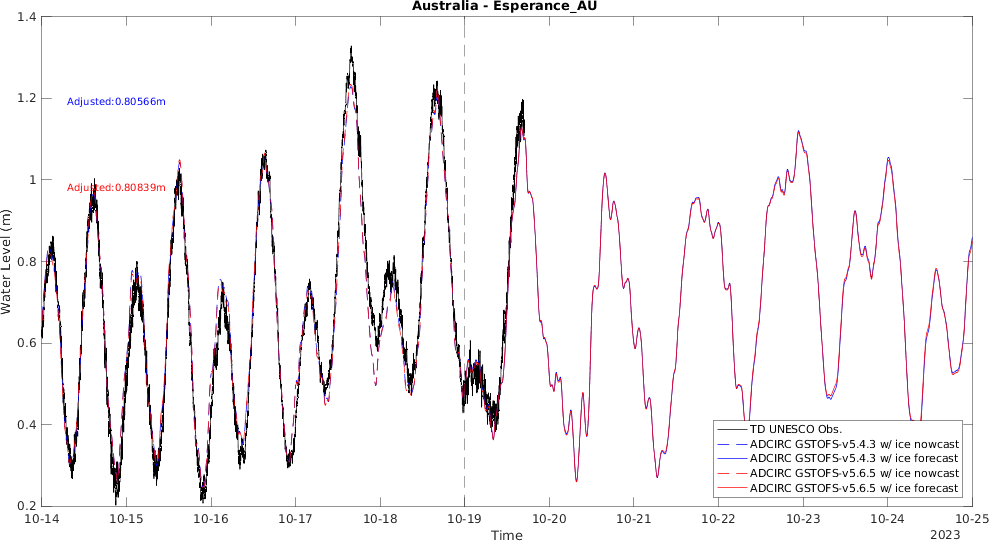 Australia - Esperance_AU
1.4
1.2
1
0.8
0.6
0.4
0.2
Water Level (m)
Adjusted:0.80566m
Adjusted:0.80839m
TD UNESCO Obs.
ADCIRC GSTOFS-v5.4.3 w/ ice nowcast
ADCIRC GSTOFS-v5.4.3 w/ ice forecast
ADCIRC GSTOFS-v5.6.5 w/ ice nowcast
ADCIRC GSTOFS-v5.6.5 w/ ice forecast
10-14 10-15 10-16 10-17 10-18 10-19 10-20 10-21 10-22 10-23 10-24 10-25
Time
2023